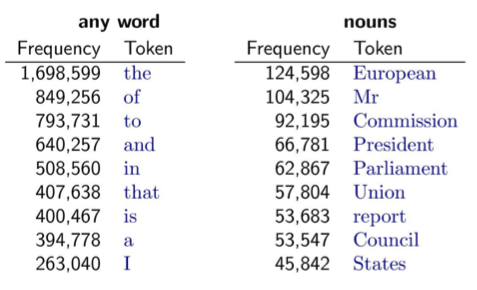 any word nouns
Frequency Token Frequency Token
1,698,599 the 124,598 European
849,256 of 104,325 Mr
793,731 to 92,195 Commission
640,257 and 66,781 President
508,560 in 62,867 Parliament
407,638 that 57,804 Union
400,467 is 53,683 report
394,778 a 53,547 Council
263,040 I 45,842 States